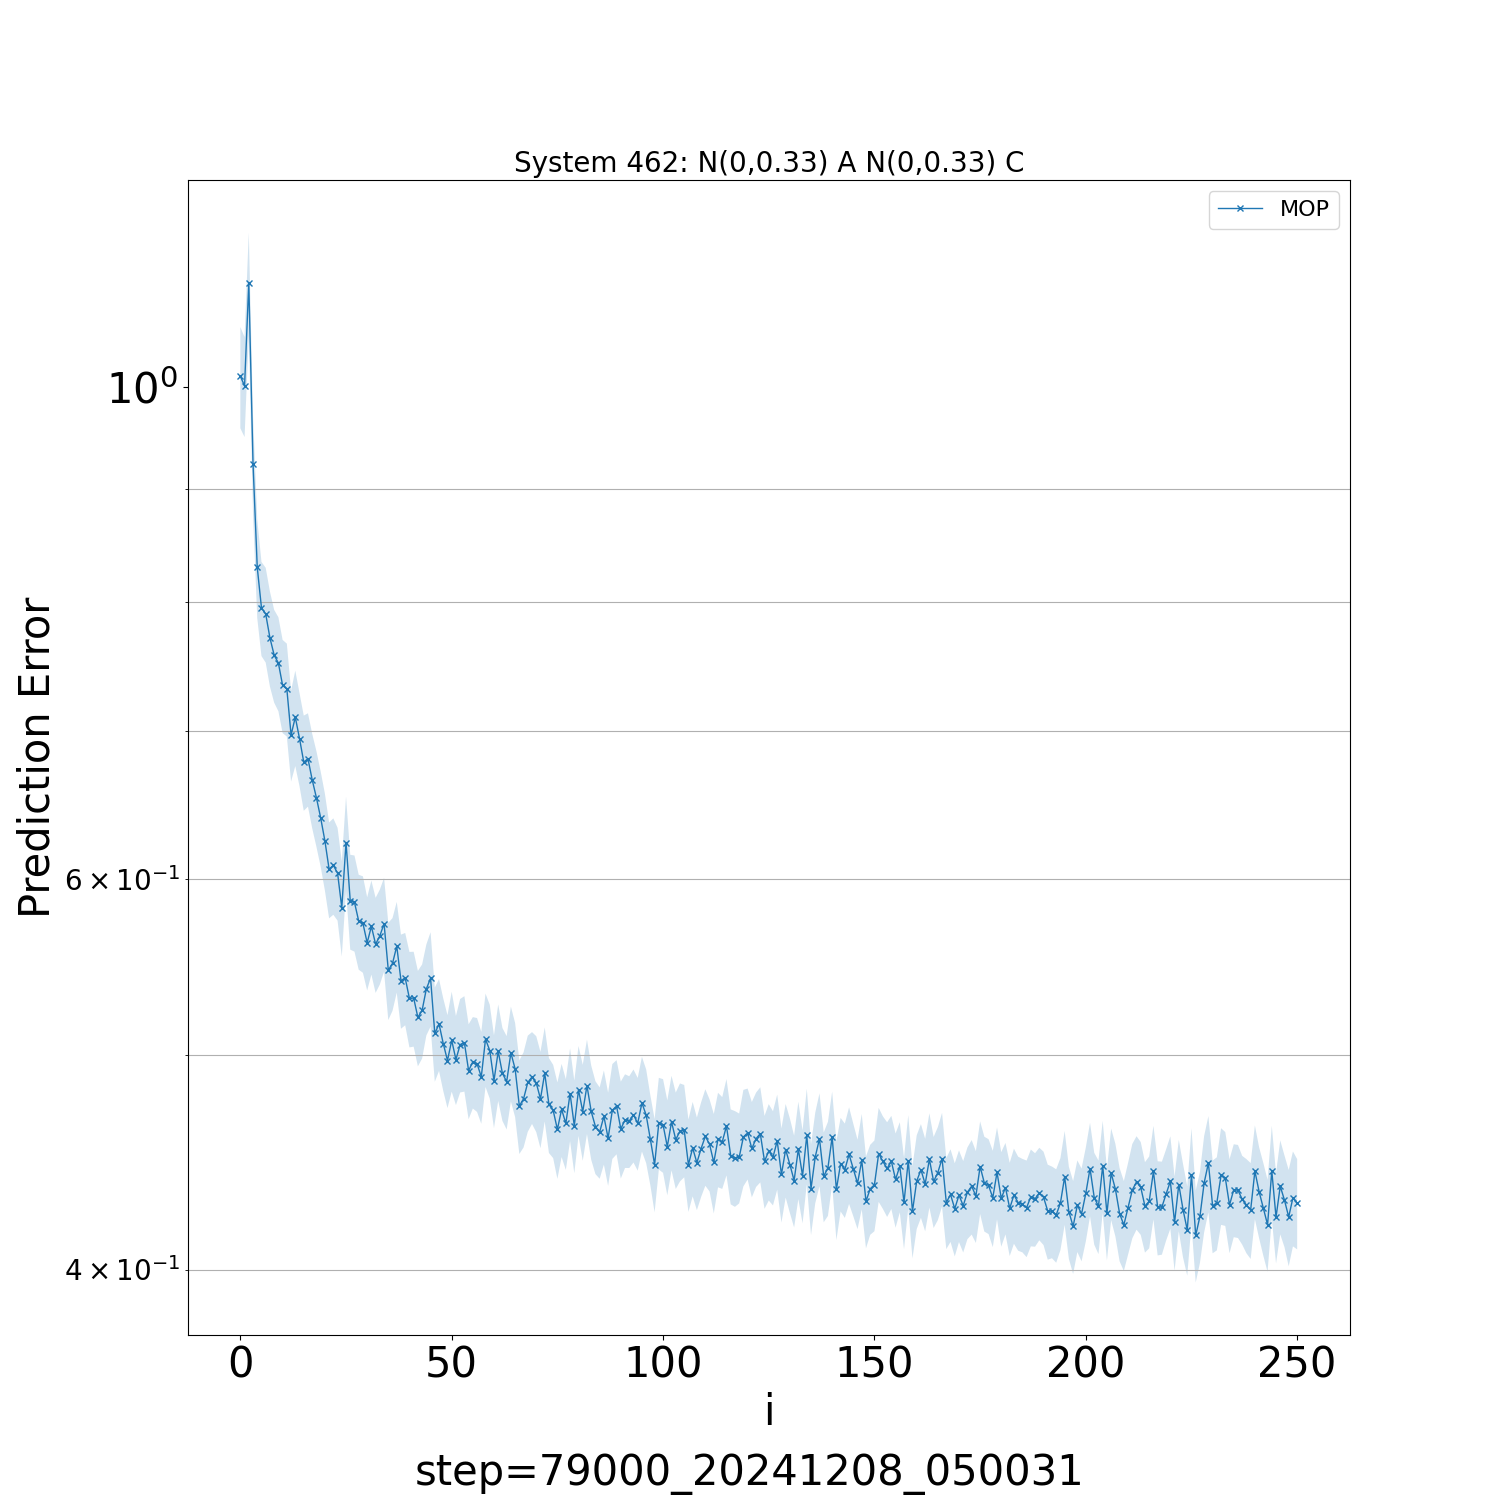 System 462: N(0,0.33) A N(0,0.33) C
MOP
10⁰
6 × 10⁻¹
4 × 10⁻¹
Prediction Error
0 50 100 150 200 250
i
step=79000_20241208_050031